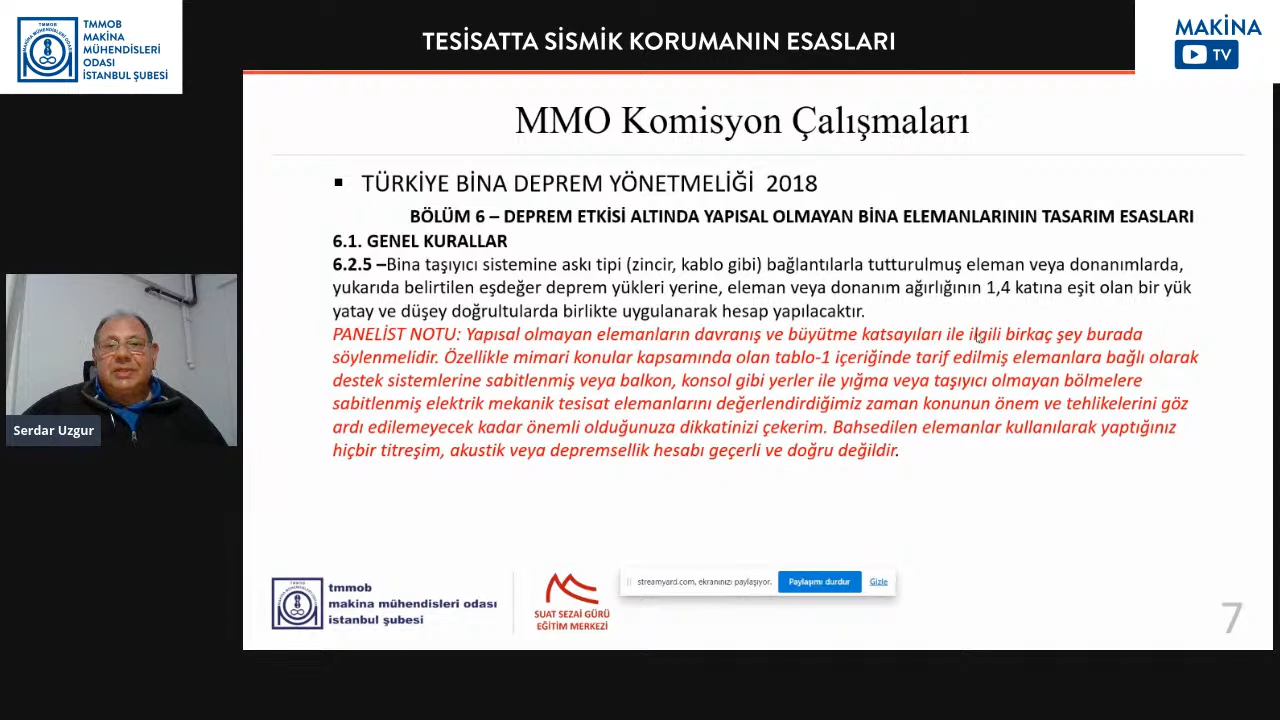 TMMOB
MAKİNA
MÜHENDİSLERİ
ODASI
İSTANBUL ŞUBESİ
TESİSATTA SİSMİK KORUMANIN ESASLARI
MAKİNA
TV
MMO Komisyon Çalışmaları
▪ TÜRKİYE BİNA DEPREM YÖNETMELİĞİ 2018
BÖLÜM 6 – DEPREM ETKİSİ ALTINDA YAPISAL OLMAYAN BİNA ELEMANLARININ TASARIM ESASLARI
6.1. GENEL KURALLAR
6.2.5 –Bina taşıyıcı sistemine askı tipi (zincir, kablo gibi) bağlantılarla tutturulmuş eleman veya donanımlarda,
yukarıda belirtilen eşdeğer deprem yükleri yerine, eleman veya donanım ağırlığının 1,4 katına eşit olan bir yük
yatay ve düşey doğrultularda birlikte uygulanarak hesap yapılacaktır.
PANELİST NOTU: Yapısal olmayan elemanların davranış ve büyütme katsayıları ile ilgili birkaç şey burada
söylenmelidir. Özellikle mimari konular kapsamında olan tablo-1 içeriğinde tarif edilmiş elemanlara bağlı olarak
destek sistemlerine sabitlenmiş veya balkon, konsol gibi yerler ile yığma veya taşıyıcı olmayan bölmelere
sabitlenmiş elektrik mekanik tesisat elemanlarını değerlendirdiğimiz zaman konunun önem ve tehlikelerini göz
ardı edilemeyecek kadar önemli olduğunuza dikkatinizi çekerim. Bahsedilen elemanlar kullanılarak yaptığınız
hiçbir titreşim, akustik veya depremsellik hesabı geçerli ve doğru değildir.
Serdar Uzgur
tmmob
makina mühendisleri odası
istanbul şubesi
SUAT SEZAİ GÜRÜ
EĞİTİM MERKEZİ
streamyard.com, ekranınızı paylaşıyor. Paylaşımı durdur Gizle
7